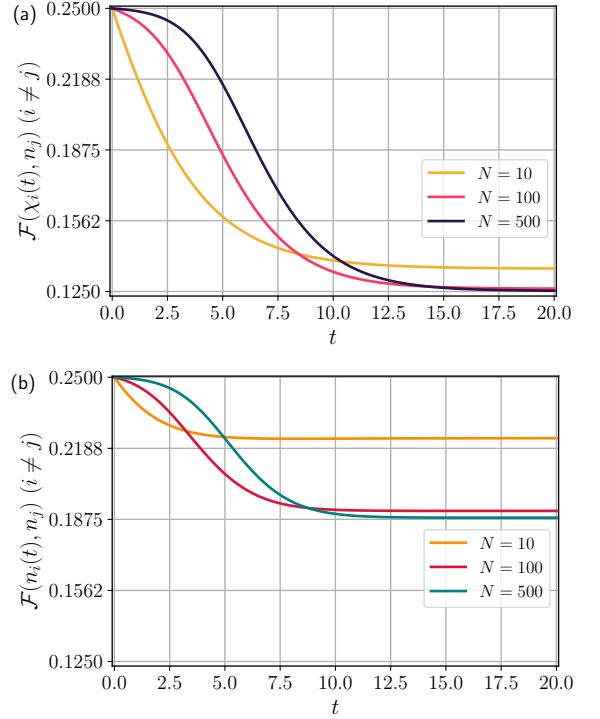 (a)
0.2500
0.2188
0.1875
0.1562
0.1250
F(χ_i(t), n_j) (i ≠ j)
N = 10
N = 100
N = 500
0.0 2.5 5.0 7.5 10.0 12.5 15.0 17.5 20.0
t
(b)
0.2500
0.2188
0.1875
0.1562
0.1250
F(n_i(t), n_j) (i ≠ j)
N = 10
N = 100
N = 500
0.0 2.5 5.0 7.5 10.0 12.5 15.0 17.5 20.0
t